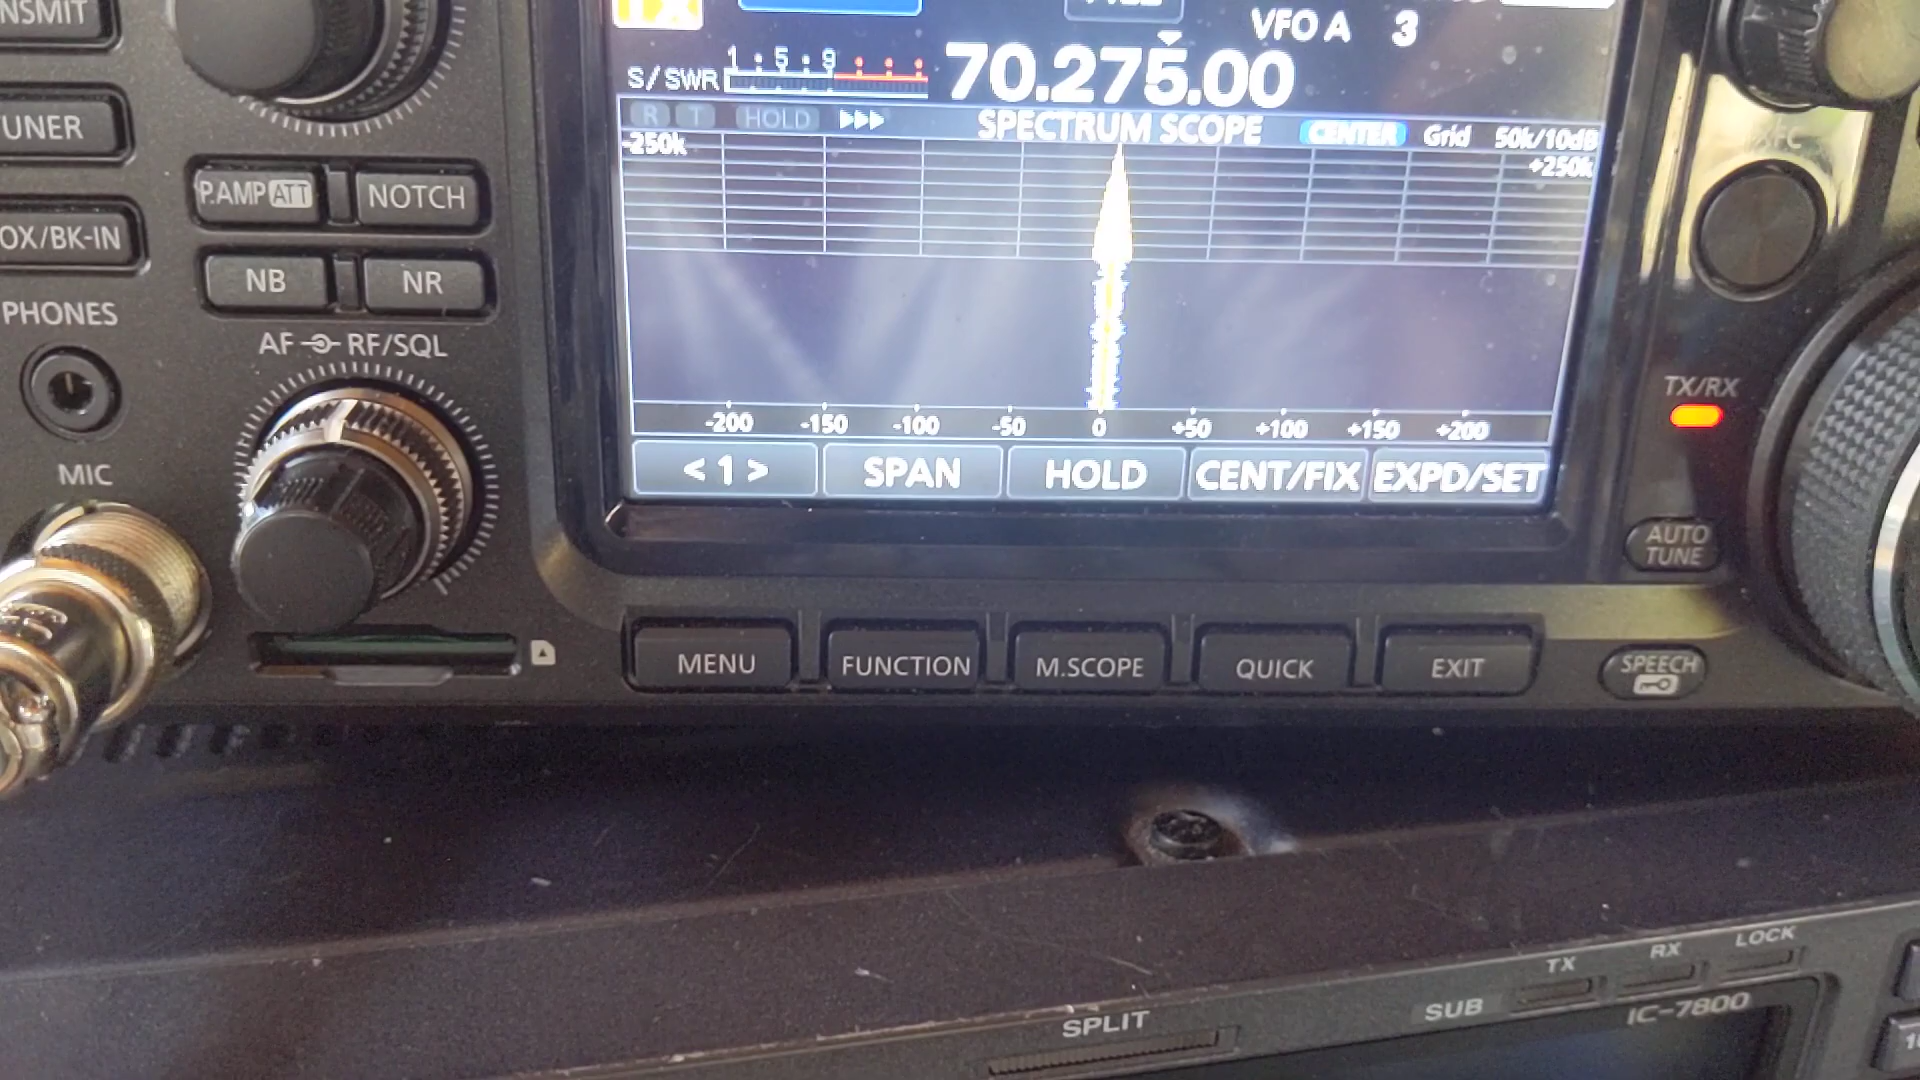 NSMIT
TUNER
P.AMP ATT
NOTCH
OX/BK-IN
NB
NR
PHONES
AF RF/SQL
MIC
VFO A 3
S/SWR
1 5 9
70.275.00
R T HOLD
SPECTRUM SCOPE
CENTER
Grid
50k/10dB
-250k
+250k
-200 -150 -100 -50 0 +50 +100 +150 +200
< 1 >
SPAN
HOLD
CENT/FIX
EXPD/SET
TX/RX
AUTO
TUNE
SPEECH
MENU
FUNCTION
M.SCOPE
QUICK
EXIT
TX
RX
LOCK
SPLIT
SUB
IC-7800